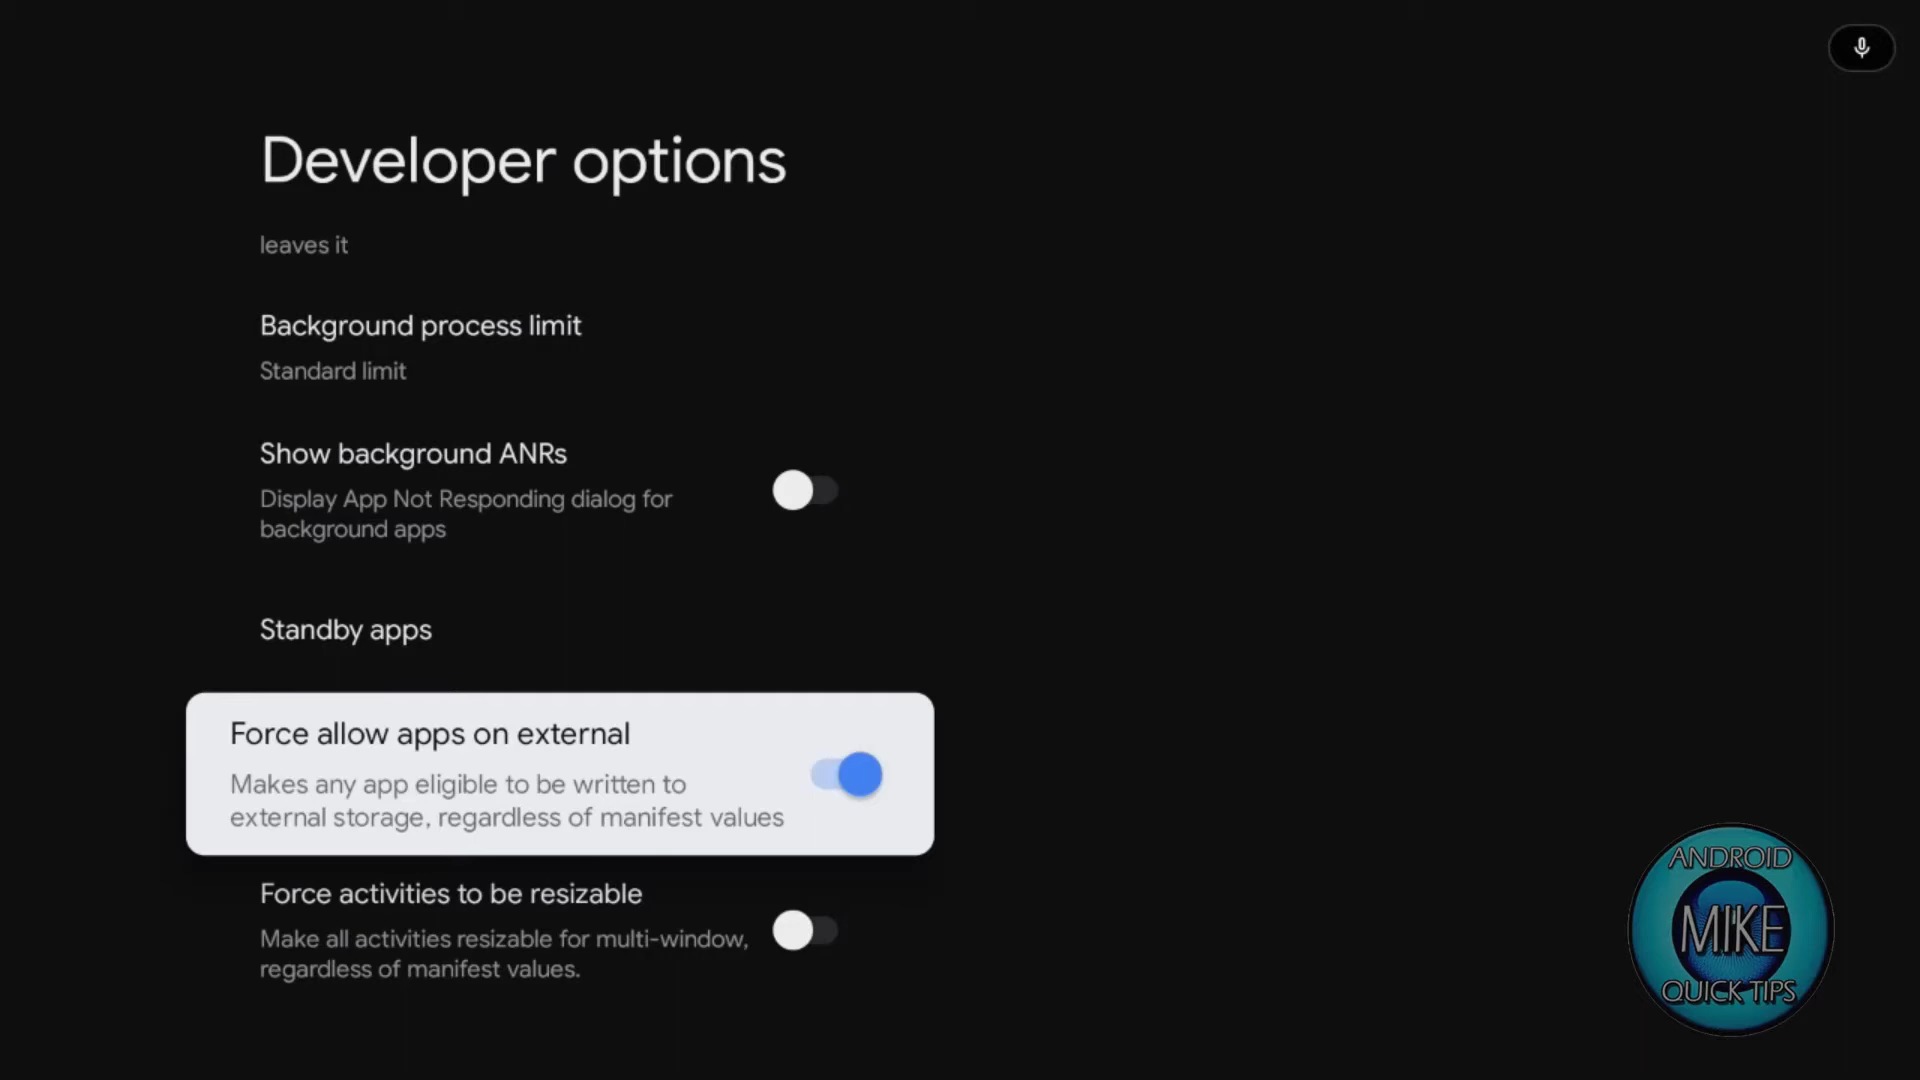 Developer options
leaves it
Background process limit
Standard limit
Show background ANRs
Display App Not Responding dialog for
background apps
Standby apps
Force allow apps on external
Makes any app eligible to be written to
external storage, regardless of manifest values
Force activities to be resizable
Make all activities resizable for multi-window,
regardless of manifest values.
ANDROID
MIKE
QUICK TIPS